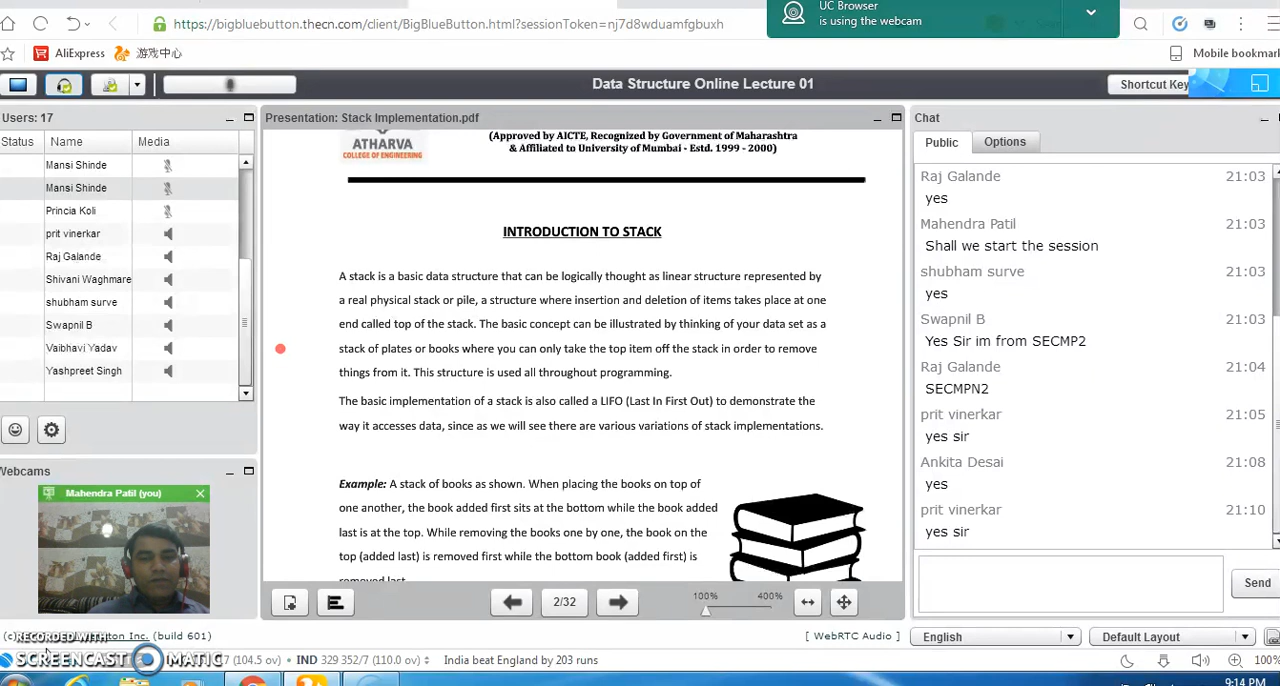 UC Browser
is using the webcam
https://bigbluebutton.thecn.com/client/BigBlueButton.html?sessionToken=nj7d8wduamfgbuxh
AliExpress
游戏中心
Mobile bookmark
Data Structure Online Lecture 01
Shortcut Key
Users: 17
Status Name Media
Mansi Shinde
Mansi Shinde
Princia Koli
prit vinerkar
Raj Galande
Shivani Waghmare
shubham surve
Swapnil B
Vaibhavi Yadav
Yashpreet Singh
Webcams
Mahendra Patil (you)
Presentation: Stack Implementation.pdf
ATHARVA
COLLEGE OF ENGINEERING
(Approved by AICTE, Recognized by Government of Maharashtra
& Affiliated to University of Mumbai - Estd. 1999 - 2000)
INTRODUCTION TO STACK
A stack is a basic data structure that can be logically thought as linear structure represented by
a real physical stack or pile, a structure where insertion and deletion of items takes place at one
end called top of the stack. The basic concept can be illustrated by thinking of your data set as a
stack of plates or books where you can only take the top item off the stack in order to remove
things from it. This structure is used all throughout programming.
The basic implementation of a stack is also called a LIFO (Last In First Out) to demonstrate the
way it accesses data, since as we will see there are various variations of stack implementations.
Example: A stack of books as shown. When placing the books on top of
one another, the book added first sits at the bottom while the book added
last is at the top. While removing the books one by one, the book on the
top (added last) is removed first while the bottom book (added first) is
removed last
2/32
100% 400%
Chat
Public Options
Raj Galande 21:03
yes
Mahendra Patil 21:03
Shall we start the session
shubham surve 21:03
yes
Swapnil B 21:03
Yes Sir im from SECMP2
Raj Galande 21:04
SECMPN2
prit vinerkar 21:05
yes sir
Ankita Desai 21:08
yes
prit vinerkar 21:10
yes sir
Send
(c) Inc. (build 601)
RECORDED WITH
[ WebRTC Audio ]
English
Default Layout
SCREENCAST MATIC
(104.5 ov) • IND 329 352/7 (110.0 ov)
India beat England by 203 runs
100%
9:14 PM